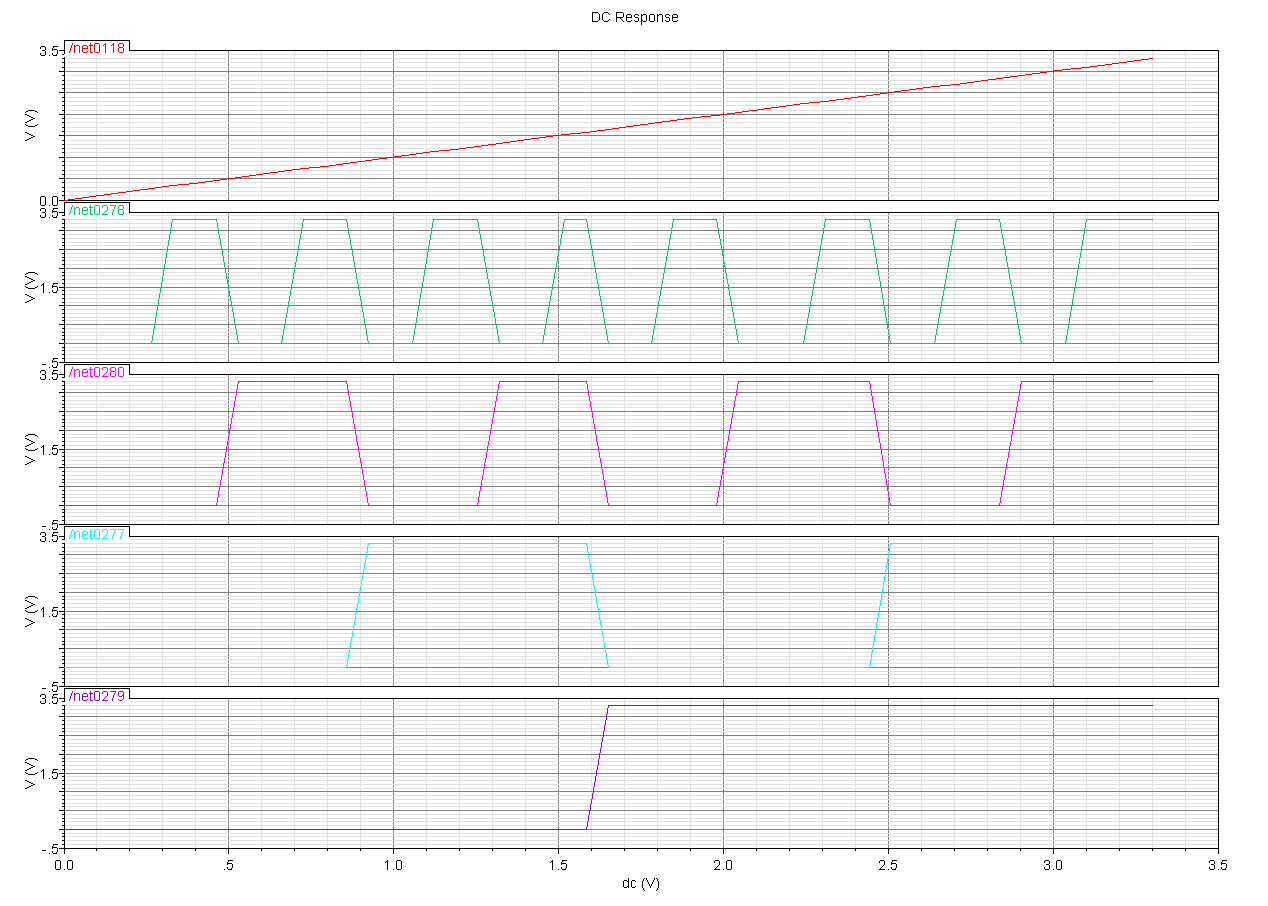 DC Response
/net0118
3.5
V (V)
0.0
/net0278
3.5
V (V)
1.5
-.5
/net0280
3.5
V (V)
1.5
-.5
/net0277
3.5
V (V)
1.5
-.5
/net0279
3.5
V (V)
1.5
-.5
0.0 .5 1.0 1.5 2.0 2.5 3.0 3.5
dc (V)